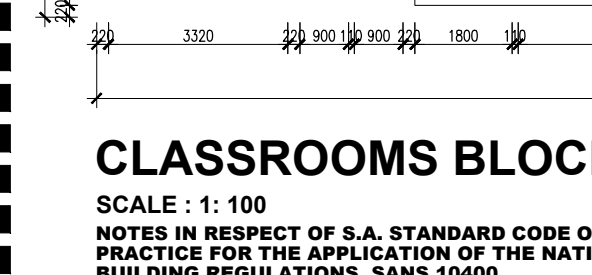 220
220 3320 220 900 110 900 220 1800 110
CLASSROOMS BLOC
SCALE : 1: 100
NOTES IN RESPECT OF S.A. STANDARD CODE O
PRACTICE FOR THE APPLICATION OF THE NATI
BUILDING REGULATIONS, SANS 10400